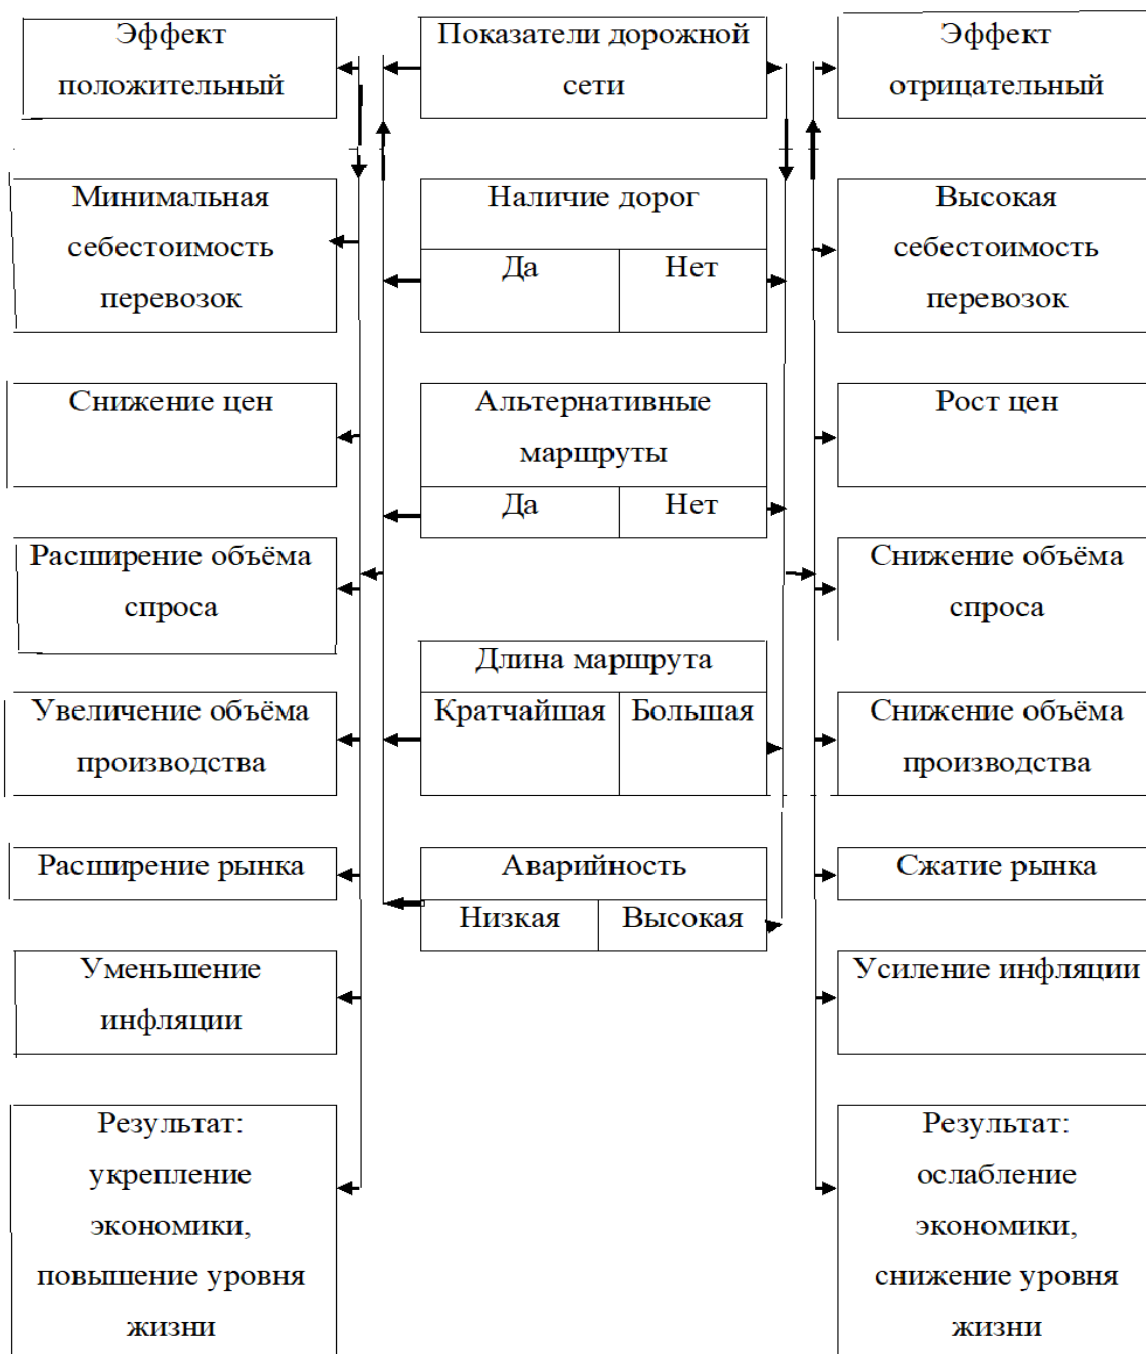 Эффект
положительный
Показатели дорожной
сети
Эффект
отрицательный
Минимальная
себестоимость
перевозок
Наличие дорог
Да
Нет
Высокая
себестоимость
перевозок
Снижение цен
Альтернативные
маршруты
Да
Нет
Рост цен
Расширение объёма
спроса
Снижение объёма
спроса
Длина маршрута
Кратчайшая
Большая
Увеличение объёма
производства
Снижение объёма
производства
Расширение рынка
Аварийность
Низкая
Высокая
Сжатие рынка
Уменьшение
инфляции
Усиление инфляции
Результат:
укрепление
экономики,
повышение уровня
жизни
Результат:
ослабление
экономики,
снижение уровня
жизни